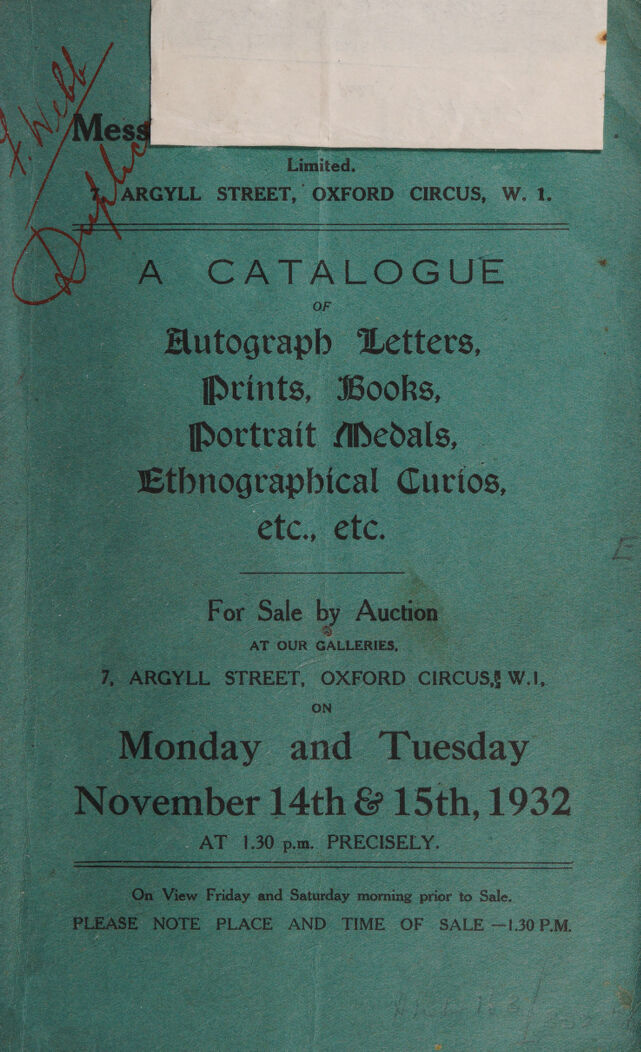 F. Webb
Mess
Limited.
7, ARGYLL STREET, OXFORD CIRCUS, W. 1.
A CATALOGUE
OF
Autograph Letters,
Prints, Books,
Portrait Medals,
Ethnographical Curios,
etc., etc.
E
For Sale by Auction
AT OUR GALLERIES,
7, ARGYLL STREET, OXFORD CIRCUS, W.1,
ON
Monday and Tuesday
November 14th & 15th, 1932
AT 1.30 p.m. PRECISELY.
On View Friday and Saturday morning prior to Sale.
PLEASE NOTE PLACE AND TIME OF SALE —1.30 P.M.